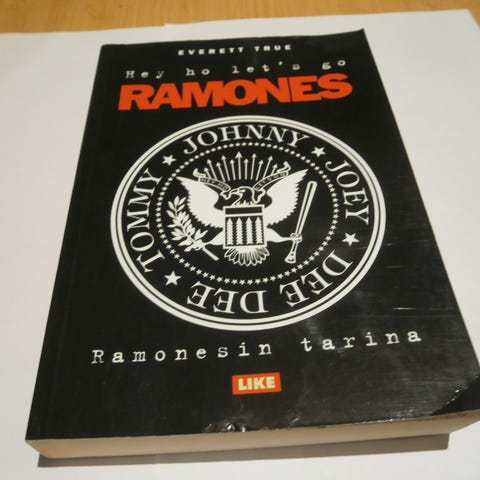 EVERETT TRUE
Hey ho let's go
RAMONES
TOMMY ★ JOHNNY ★ JOEY ★ DEE DEE ★
Ramonesin tarina
LIKE